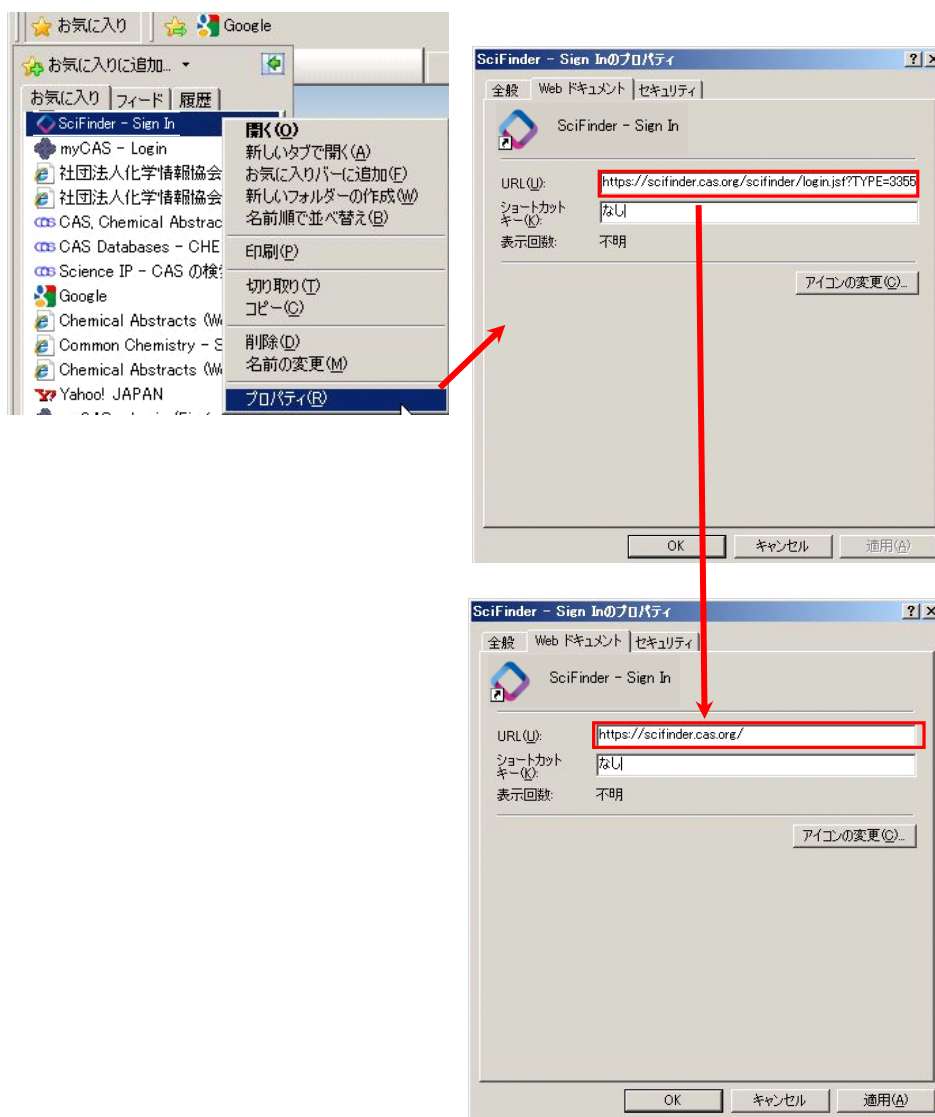 お気に入り
Google
お気に入りに追加...
お気に入り フィード 履歴
SciFinder - Sign In
myCAS - Login
社団法人化学情報協会
社団法人化学情報協会
CAS, Chemical Abstrac
CAS Databases - CHE
Science IP - CAS の検
Google
Chemical Abstracts (W
Common Chemistry - S
Chemical Abstracts (W
Yahoo! JAPAN
開く(O)
新しいタブで開く(A)
お気に入りバーに追加(F)
新しいフォルダーの作成(W)
名前順で並べ替え(B)
印刷(P)
切り取り(T)
コピー(C)
削除(D)
名前の変更(M)
プロパティ(R)
SciFinder - Sign Inのプロパティ
全般 Web ドキュメント セキュリティ
SciFinder - Sign In
URL(U): https://scifinder.cas.org/scifinder/login.jsf?TYPE=3355
ショートカット
キー(K): なし
表示回数: 不明
アイコンの変更(C)...
OK キャンセル 適用(A)
SciFinder - Sign Inのプロパティ
全般 Web ドキュメント セキュリティ
SciFinder - Sign In
URL(U): https://scifinder.cas.org/
ショートカット
キー(K): なし
表示回数: 不明
アイコンの変更(C)...
OK キャンセル 適用(A)